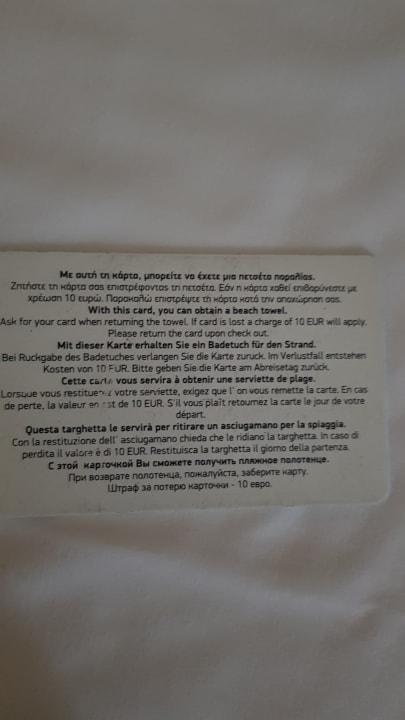 Με αυτή τη κάρτα, μπορείτε να έχετε μια πετσέτα παραλίας.
Ζητήστε τη κάρτα σας επιστρέφοντας τη πετσέτα. Εάν η κάρτα χαθεί επιβαρύνεστε με
χρέωση 10 ευρώ. Παρακαλώ επιστρέψτε τη κάρτα κατά την αναχώρηση σας.
With this card, you can obtain a beach towel.
Ask for your card when returning the towel. If card is lost a charge of 10 EUR will apply.
Please return the card upon check out.
Mit dieser Karte erhalten Sie ein Badetuch für den Strand.
Bei Ruckgabe des Badetuches verlangen Sie die Karte zuruck. Im Verlustfall entstehen
Kosten von 10 EUR. Bitte geben Sie die Karte am Abreisetag zurück.
Cette carte vous servira à obtenir une serviette de plage.
Lorsque vous restituez votre serviette, exigez que l' on vous remette la carte. En cas
de perte, la valeur en est de 10 EUR. S'il vous plaît retournez la carte le jour de votre
départ.
Questa targhetta le servirà per ritirare un asciugamano per la spiaggia.
Con la restituzione dell' asciugamano chieda che le ridiano la targhetta. In caso di
perdita il valore è di 10 EUR. Restituisca la targhetta il giorno della partenza.
С этой карточкой Вы сможете получить пляжное полотенце.
При возврате полотенца, пожалуйста, заберите карту.
Штраф за потерю карточки - 10 евро.